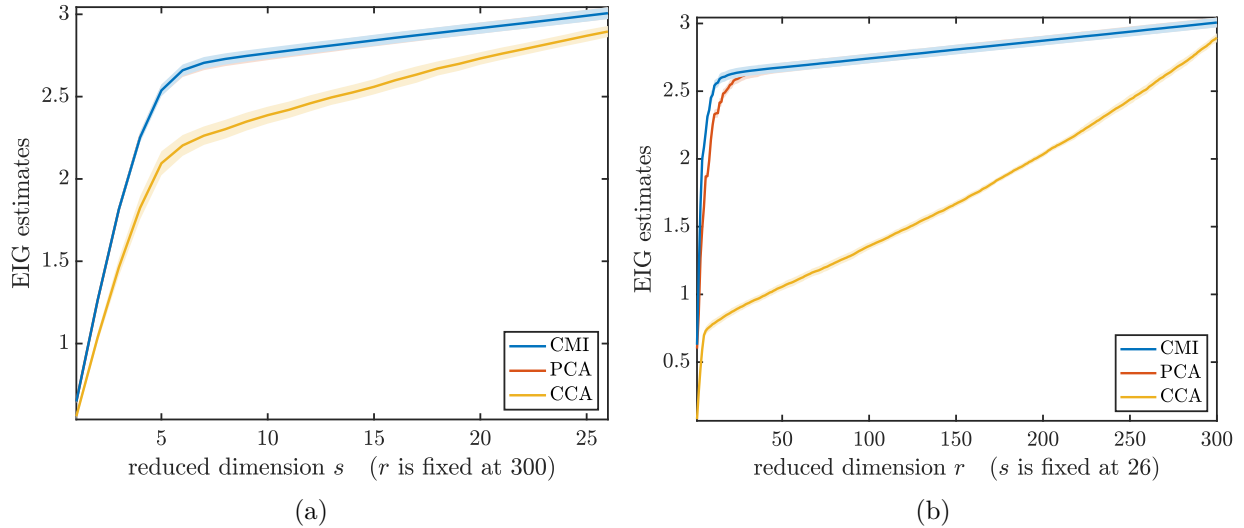 3
2.5
2
1.5
1
EIG estimates
CMI
PCA
CCA
5
10
15
20
25
reduced dimension s (r is fixed at 300)
(a)
3
2.5
2
1.5
1
0.5
EIG estimates
CMI
PCA
CCA
50
100
150
200
250
300
reduced dimension r (s is fixed at 26)
(b)